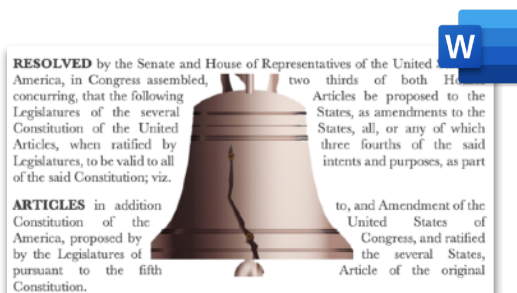 W
RESOLVED by the Senate and House of Representatives of the United
America, in Congress assembled, two thirds of both
concurring, that the following Articles be proposed to the
Legislatures of the several States, as amendments to the
Constitution of the United States, all, or any of which
Articles, when ratified by three fourths of the said
Legislatures, to be valid to all intents and purposes, as part
of the said Constitution; viz.
ARTICLES in addition to, and Amendment of the
Constitution of the United States of
America, proposed by Congress, and ratified
by the Legislatures of the several States,
pursuant to the fifth Article of the original
Constitution.